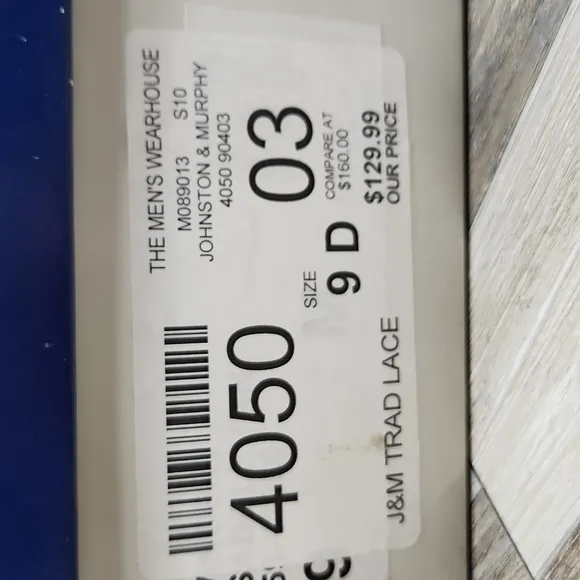 THE MEN'S WEARHOUSE
M089013 S10
JOHNSTON & MURPHY
4050 90403
4050 03
SIZE
9 D
COMPARE AT
$160.00
$129.99
OUR PRICE
J&M TRAD LACE